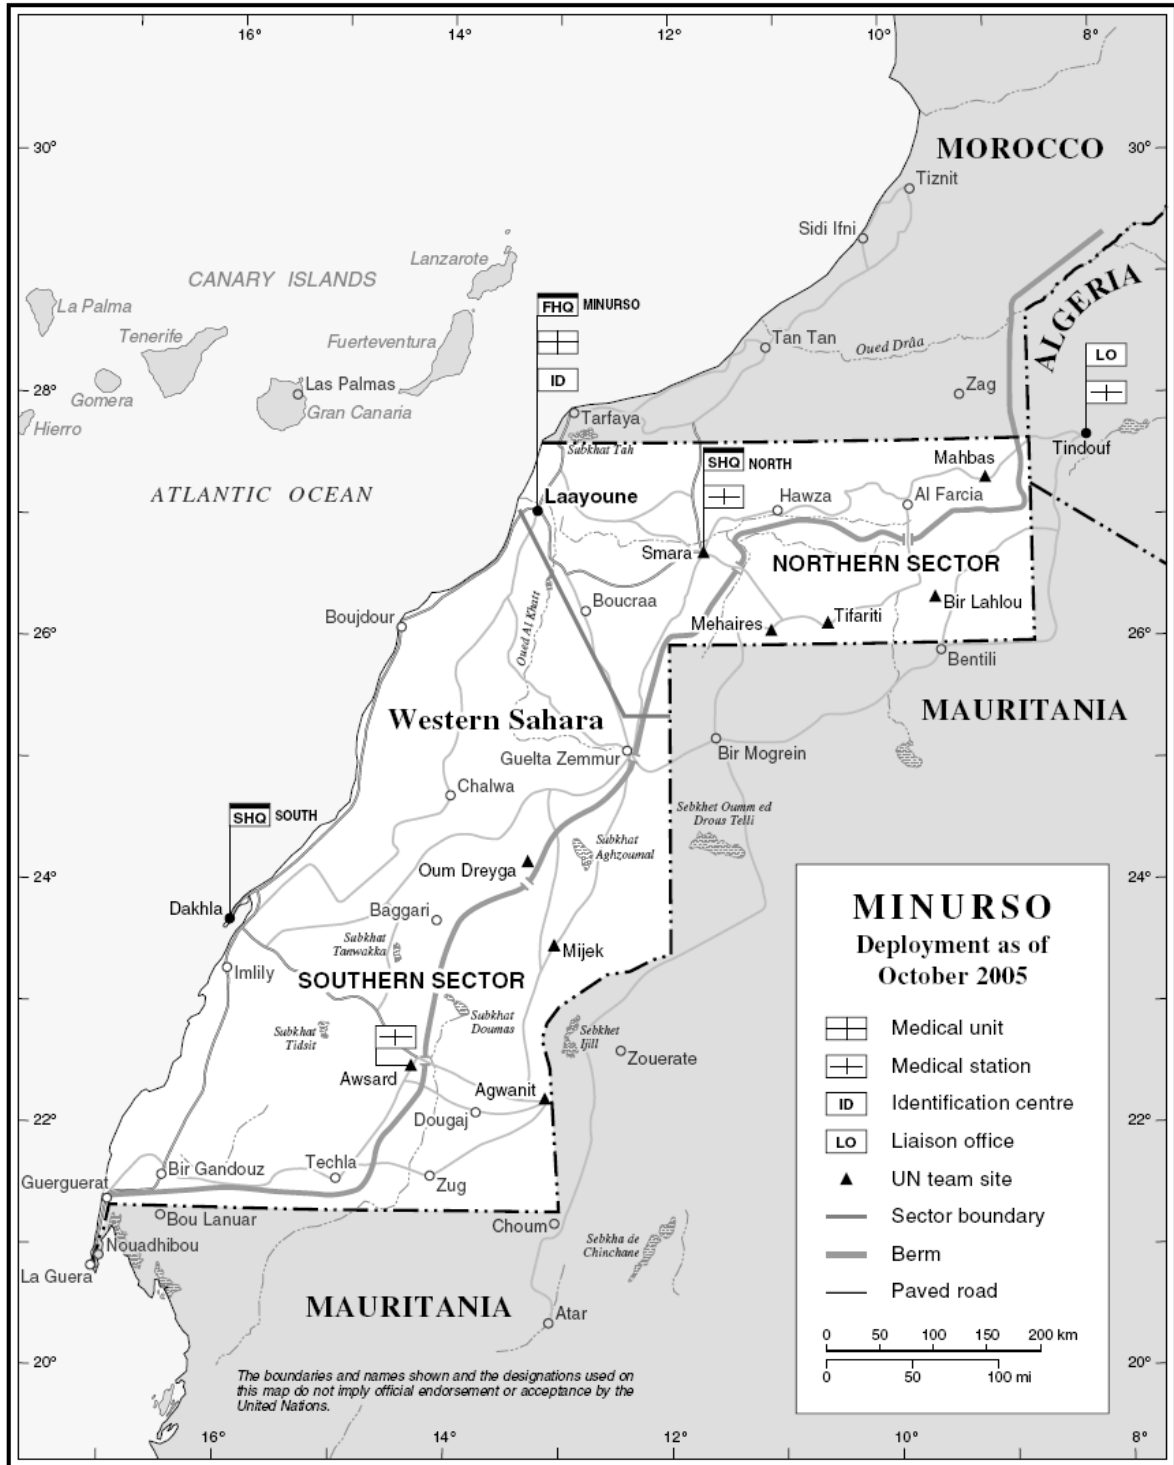 16°
14°
12°
10°
8°
30°
MOROCCO
30°
Tiznit
Sidi Ifni
Lanzarote
CANARY ISLANDS
La Palma
FHQ MINURSO
ALGERIA
Tenerife
Fuerteventura
Tan Tan
Oued Drâa
LO
ID
28°
Las Palmas
Zag
28°
Gomera
Gran Canaria
Tarfaya
Hierro
Subkhat Tah
Tindouf
SHQ NORTH
Mahbas
ATLANTIC OCEAN
Laayoune
Hawza
Al Farcia
Smara
NORTHERN SECTOR
Boucraa
Bir Lahlou
Boujdour
Oued Al Khatt
Mehaires
Tifariti
26°
26°
Bentili
Western Sahara
MAURITANIA
Guelta Zemmur
Bir Mogrein
Chalwa
Sebkhet Oumm ed
Drous Telli
SHQ SOUTH
Subkhat
Aghzoumal
Oum Dreyga
24°
24°
Dakhla
Baggari
Subkhat
Tanwakka
Mijek
Imlily
SOUTHERN SECTOR
Subkhat
Doumas
Subkhat
Tidsit
Sebkhet
Ijill
Zouerate
Awsard
Agwanit
22°
Dougaj
22°
Techla
Bir Gandouz
Guerguerat
Zug
Bou Lanuar
Choum
Nouadhibou
Sebkha de
Chinchane
La Guera
MAURITANIA
Atar
20°
20°
The boundaries and names shown and the designations used on
this map do not imply official endorsement or acceptance by the
United Nations.
MINURSO
Deployment as of
October 2005
Medical unit
Medical station
ID Identification centre
LO Liaison office
UN team site
Sector boundary
Berm
Paved road
0 50 100 150 200 km
0 50 100 mi
16°
14°
12°
10°
8°